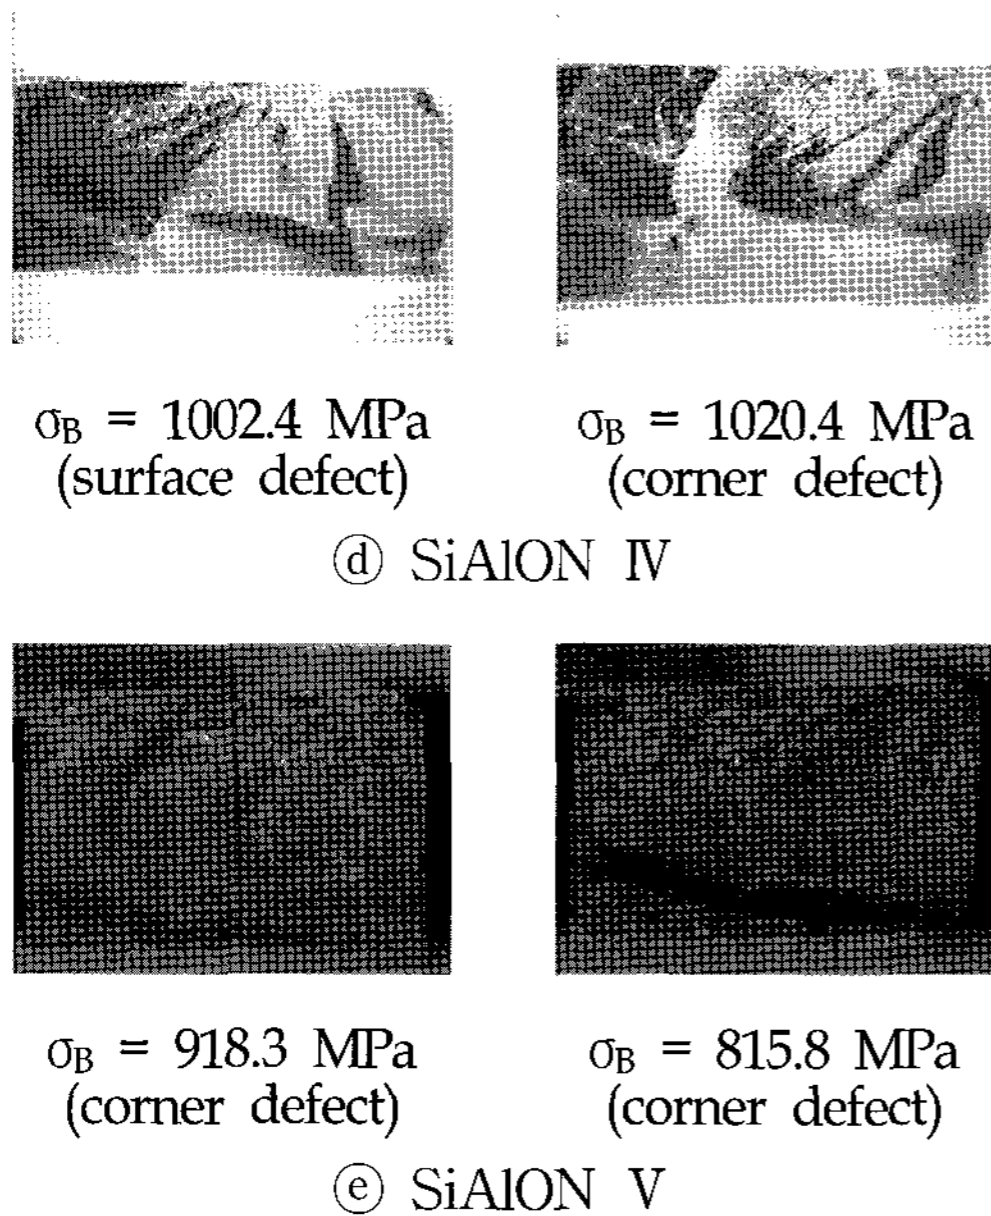 σB = 1002.4 MPa
(surface defect)
σB = 1020.4 MPa
(corner defect)
ⓓ SiAlON Ⅳ
σB = 918.3 MPa
(corner defect)
σB = 815.8 MPa
(corner defect)
ⓔ SiAlON Ⅴ